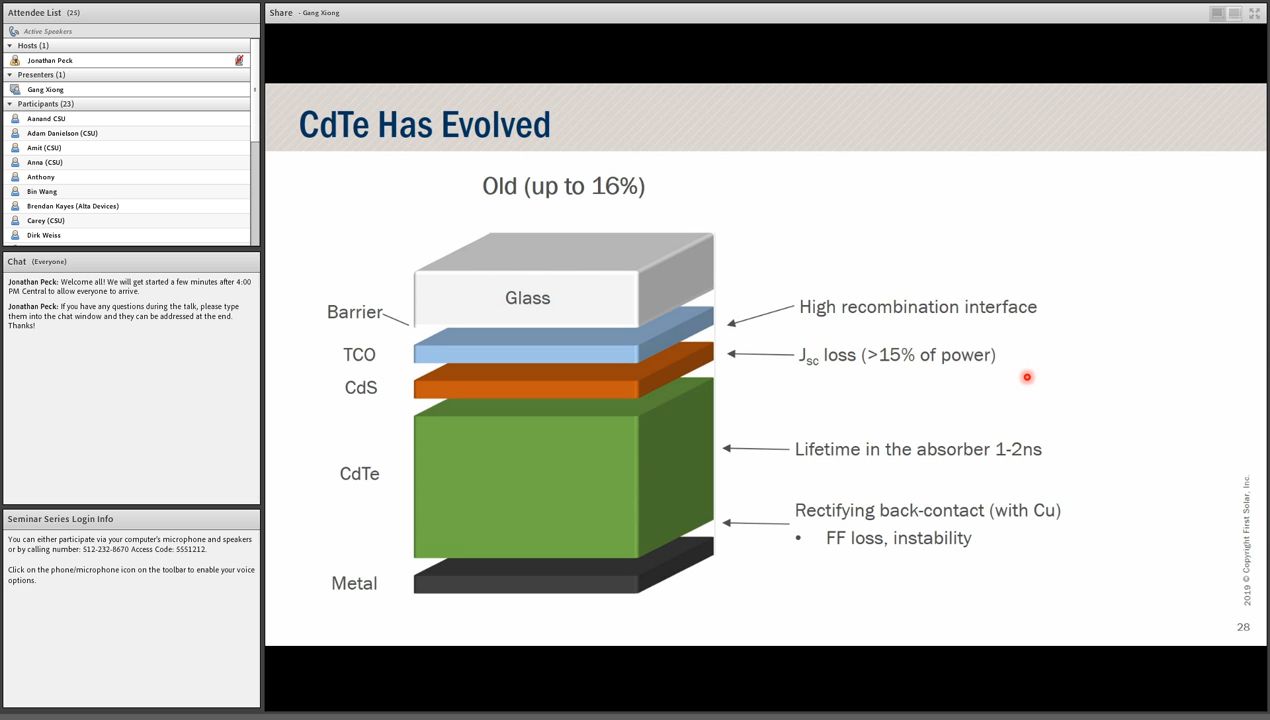 Attendee List (25)
Active Speakers
Hosts (1)
Jonathan Peck
Presenters (1)
Gang Xiong
Participants (23)
Aanand CSU
Adam Danielson (CSU)
Amit (CSU)
Anna (CSU)
Anthony
Bin Wang
Brendan Kayes (Alta Devices)
Carey (CSU)
Dirk Weiss
Chat (Everyone)
Jonathan Peck: Welcome all! We will get started a few minutes after 4:00
PM Central to allow everyone to arrive.
Jonathan Peck: If you have any questions during the talk, please type
them into the chat window and they can be addressed at the end.
Thanks!
Seminar Series Login Info
You can either participate via your computer's microphone and speakers
or by calling number: 512-232-8670 Access Code: 5551212.
Click on the phone/microphone icon on the toolbar to enable your voice
options.
Share - Gang Xiong
CdTe Has Evolved
Old (up to 16%)
Glass
Barrier
TCO
CdS
CdTe
Metal
High recombination interface
Jsc loss (>15% of power)
Lifetime in the absorber 1-2ns
Rectifying back-contact (with Cu)
• FF loss, instability
2019 © Copyright First Solar, Inc.
28